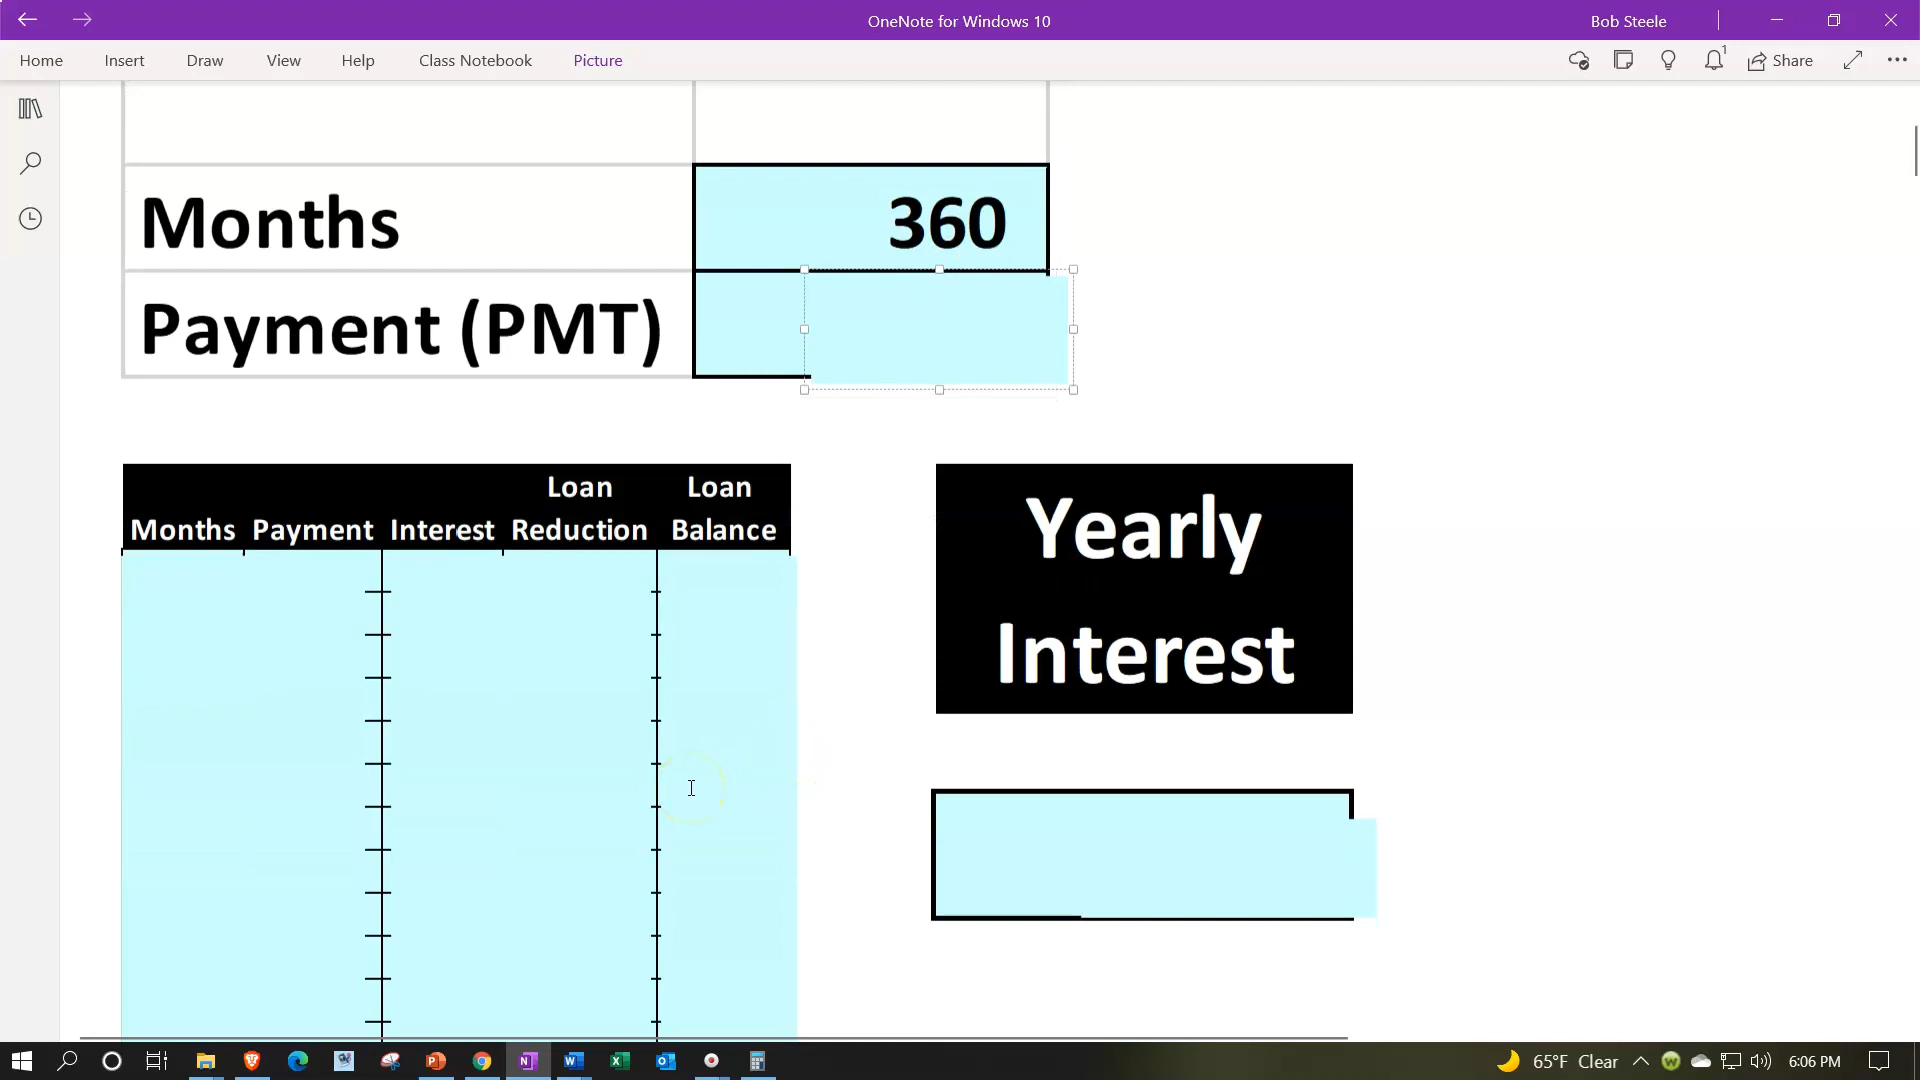 OneNote for Windows 10
Bob Steele
Home Insert Draw View Help Class Notebook Picture
1
Share
Months 360
Payment (PMT)
Loan Loan
Months Payment Interest Reduction Balance
Yearly
Interest
65°F Clear
6:06 PM